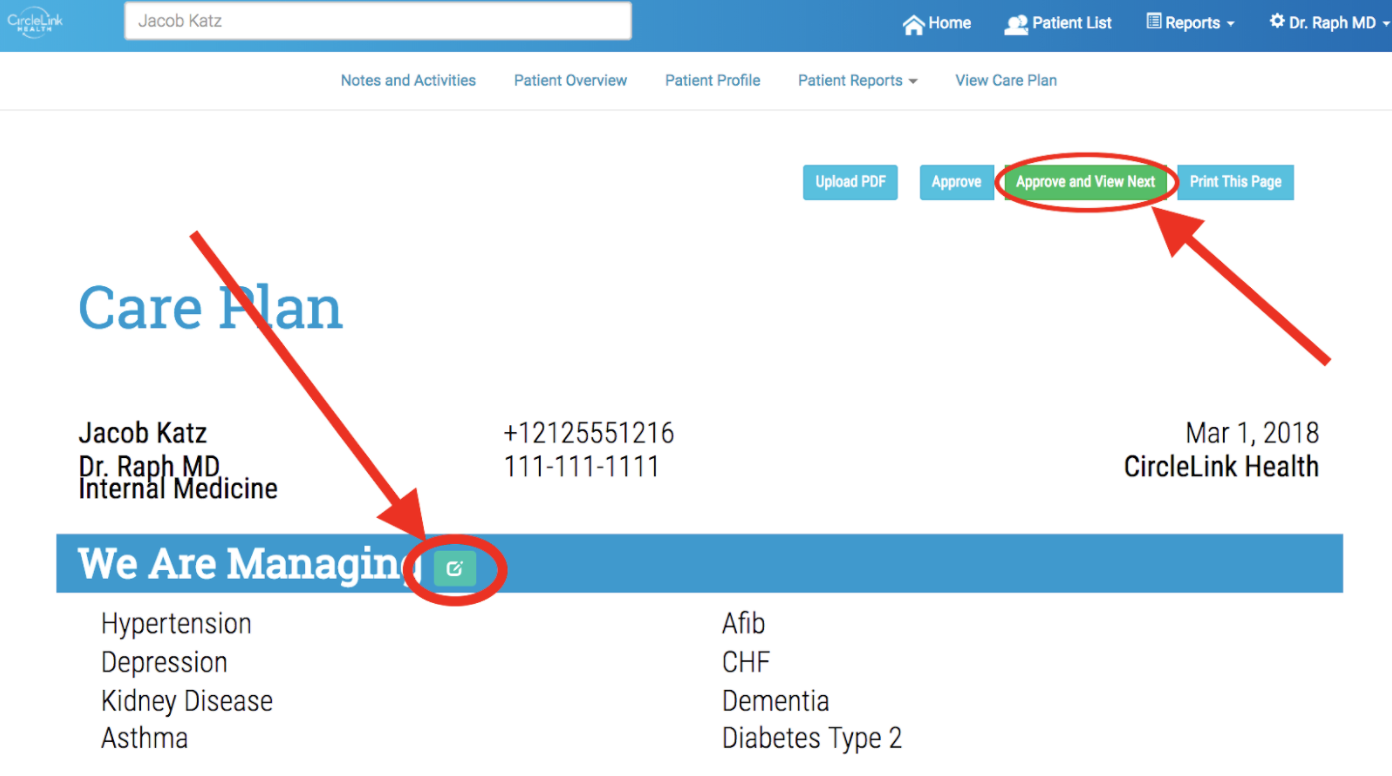 CircleLink
HEALTH
Jacob Katz
Home
Patient List
Reports
Dr. Raph MD
Notes and Activities
Patient Overview
Patient Profile
Patient Reports
View Care Plan
Upload PDF
Approve
Approve and View Next
Print This Page
Care Plan
Jacob Katz
+12125551216
Mar 1, 2018
Dr. Raph MD
111-111-1111
CircleLink Health
Internal Medicine
We Are Managing
Hypertension
Afib
Depression
CHF
Kidney Disease
Dementia
Asthma
Diabetes Type 2